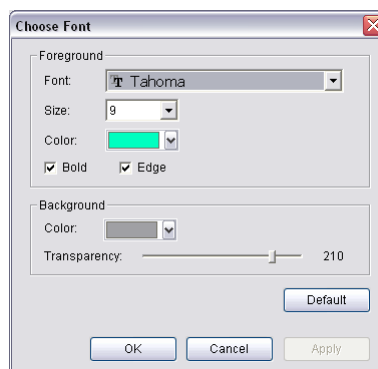 Choose Font
Foreground
Font: Tahoma
Size: 9
Color:
Bold Edge
Background
Color:
Transparency: 210
Default
OK Cancel Apply